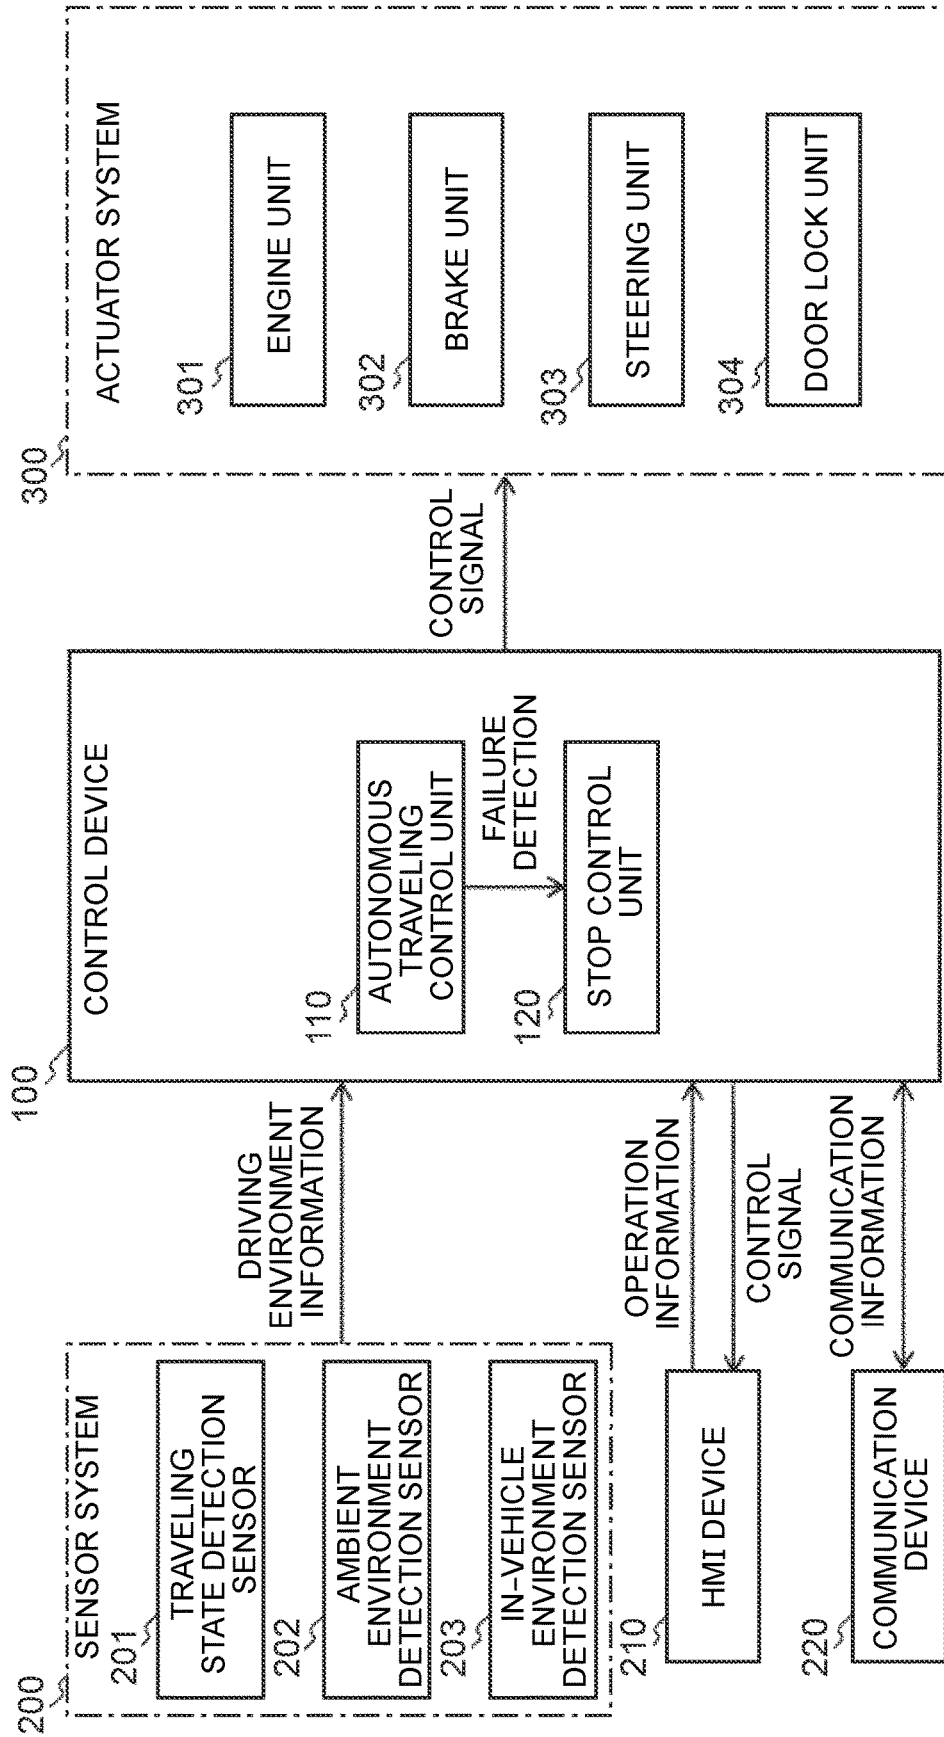 200
SENSOR SYSTEM
201
TRAVELING
STATE DETECTION
SENSOR
202
AMBIENT
ENVIRONMENT
DETECTION SENSOR
203
IN-VEHICLE
ENVIRONMENT
DETECTION SENSOR
210
HMI DEVICE
220
COMMUNICATION
DEVICE
DRIVING
ENVIRONMENT
INFORMATION
OPERATION
INFORMATION
CONTROL
SIGNAL
COMMUNICATION
INFORMATION
100
CONTROL DEVICE
110
AUTONOMOUS
TRAVELING
CONTROL UNIT
FAILURE
DETECTION
120
STOP CONTROL
UNIT
CONTROL
SIGNAL
300
ACTUATOR SYSTEM
301
ENGINE UNIT
302
BRAKE UNIT
303
STEERING UNIT
304
DOOR LOCK UNIT